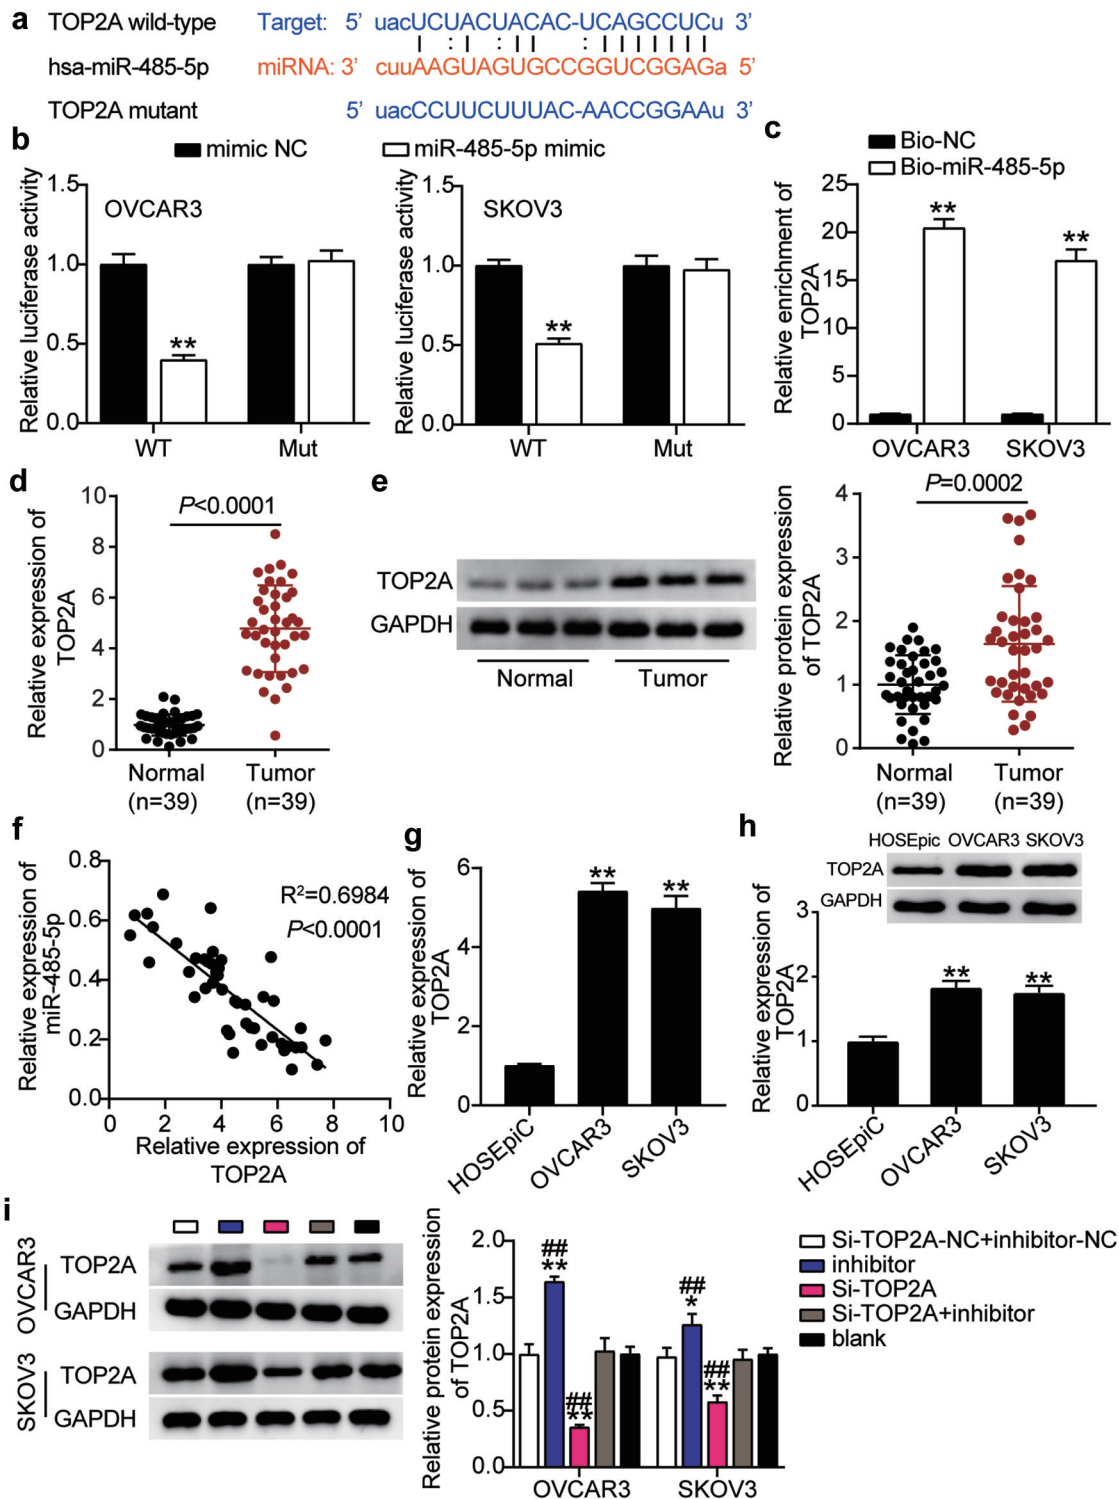 a
TOP2A wild-type Target: 5’ uacUCUACUACAC-UCAGCCUCu 3’
hsa-miR-485-5p miRNA: 3’ cuuAAGUAGUGCCGGUCGGAGa 5’
TOP2A mutant 5’ uacCCUUCUUUAC-AACCGGAAu 3’
b
mimic NC miR-485-5p mimic
Relative luciferase activity
1.5
1.0
0.5
0.0
OVCAR3
**
WT Mut
Relative luciferase activity
1.5
1.0
0.5
0.0
SKOV3
**
WT Mut
c
Bio-NC
Bio-miR-485-5p
Relative enrichment of
TOP2A
25
20
15
10
5
0
** **
OVCAR3 SKOV3
d
Relative expression of
TOP2A
10
8
6
4
2
0
P<0.0001
Normal Tumor
(n=39) (n=39)
e
TOP2A
GAPDH
Normal Tumor
Relative protein expression
of TOP2A
4
3
2
1
0
P=0.0002
Normal Tumor
(n=39) (n=39)
f
Relative expression of
miR-485-5p
0.8
0.6
0.4
0.2
0.0
R²=0.6984
P<0.0001
0 2 4 6 8 10
Relative expression of
TOP2A
g
Relative expression of
TOP2A
6
4
2
0
** **
HOSEpiC OVCAR3 SKOV3
h
HOSEpic OVCAR3 SKOV3
TOP2A
GAPDH
Relative expression of
TOP2A
3
2
1
0
** **
HOSEpiC OVCAR3 SKOV3
i
OVCAR3
TOP2A
GAPDH
SKOV3
TOP2A
GAPDH
Relative protein expression
of TOP2A
2.0
1.5
1.0
0.5
0.0
##
**
##
**
##
*
##
**
OVCAR3 SKOV3
Si-TOP2A-NC+inhibitor-NC
inhibitor
Si-TOP2A
Si-TOP2A+inhibitor
blank